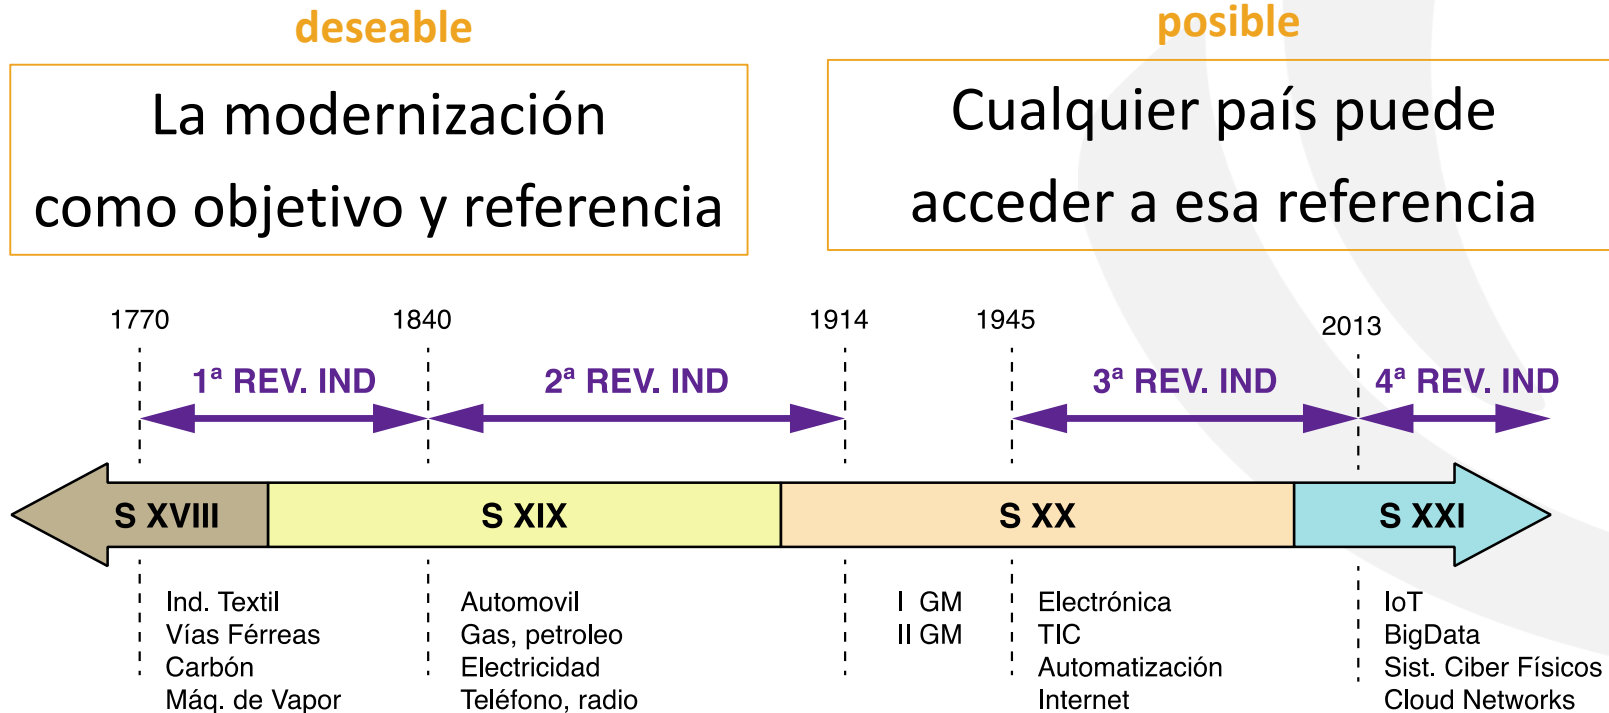 deseable
La modernización
como objetivo y referencia
posible
Cualquier país puede
acceder a esa referencia
1770
1840
1914
1945
2013
1ª REV. IND
2ª REV. IND
3ª REV. IND
4ª REV. IND
S XVIII
S XIX
S XX
S XXI
Ind. Textil
Vías Férreas
Carbón
Máq. de Vapor
Automovil
Gas, petroleo
Electricidad
Teléfono, radio
I GM
II GM
Electrónica
TIC
Automatización
Internet
IoT
BigData
Sist. Ciber Físicos
Cloud Networks